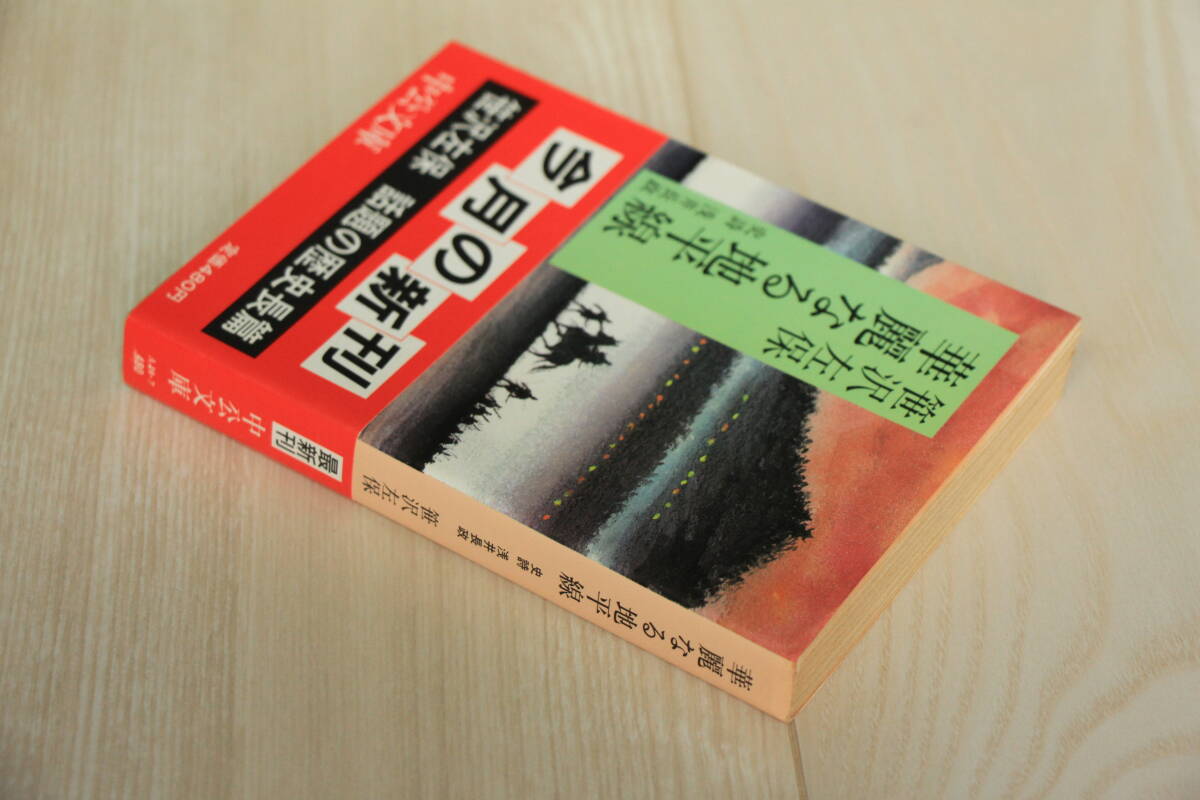 笹沢左保
華麗なる
地平線
史詩 浅井長政
今月の新刊
笹沢左保 話題の歴史長篇
中公文庫
定価480円
華麗なる地平線
史詩 浅井長政
笹沢左保
最新刊
中公文庫
480